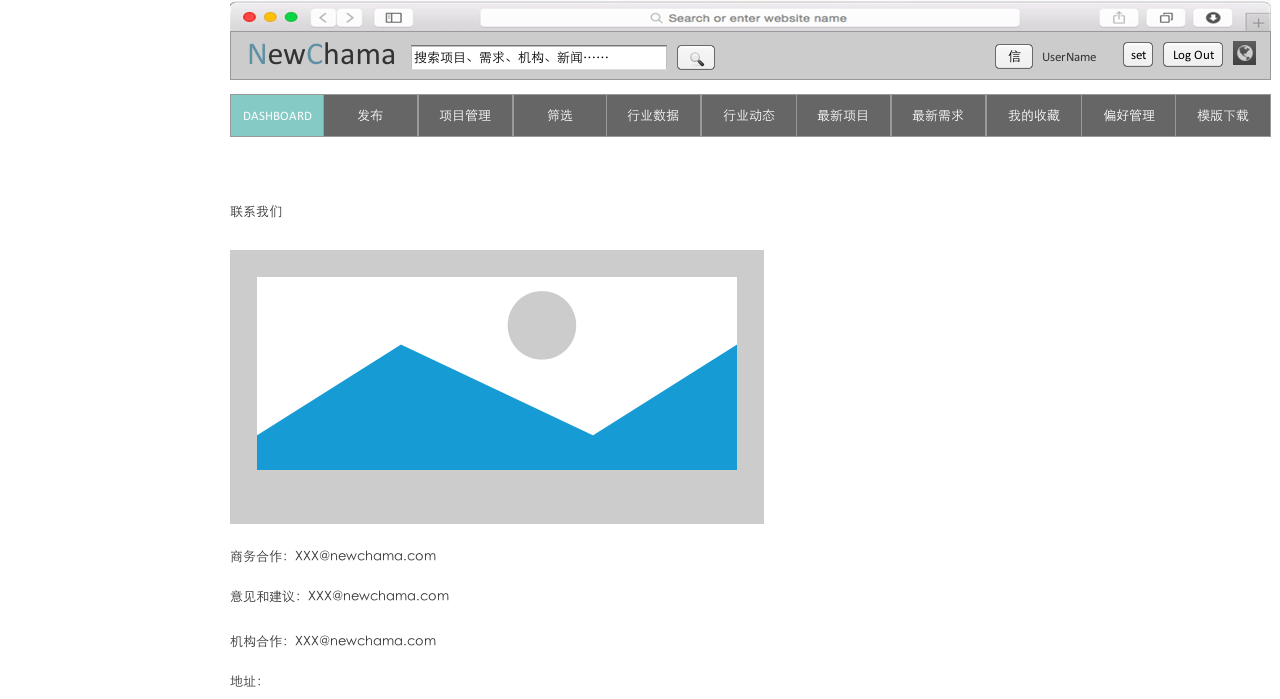 Search or enter website name
NewChama 搜索项目、需求、机构、新闻…… 信 UserName set Log Out
DASHBOARD 发布 项目管理 筛选 行业数据 行业动态 最新项目 最新需求 我的收藏 偏好管理 模版下载
联系我们
商务合作：XXX@newchama.com
意见和建议：XXX@newchama.com
机构合作：XXX@newchama.com
地址：